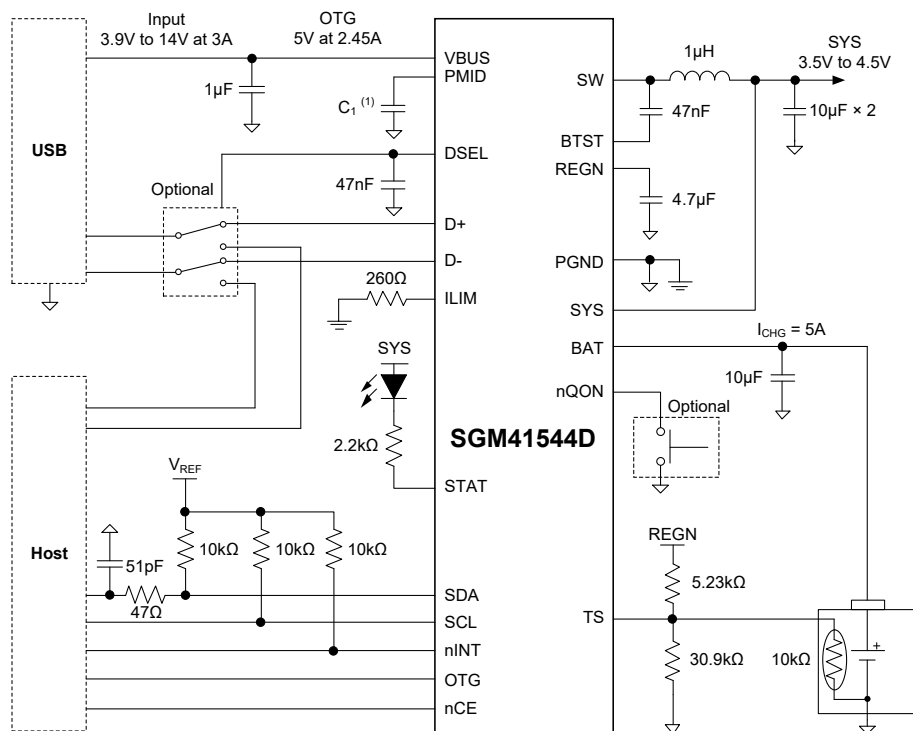 Input
3.9V to 14V at 3A
OTG
5V at 2.45A
1µF
C1 (1)
USB
Optional
47nF
260Ω
SYS
2.2kΩ
VREF
10kΩ
10kΩ
10kΩ
51pF
47Ω
Host
VBUS
PMID
DSEL
D+
D-
ILIM
STAT
SDA
SCL
nINT
OTG
nCE
SGM41544D
SW
BTST
REGN
PGND
SYS
BAT
nQON
TS
1µH
SYS
3.5V to 4.5V
47nF
10µF × 2
4.7µF
ICHG = 5A
10µF
Optional
REGN
5.23kΩ
30.9kΩ
10kΩ
+